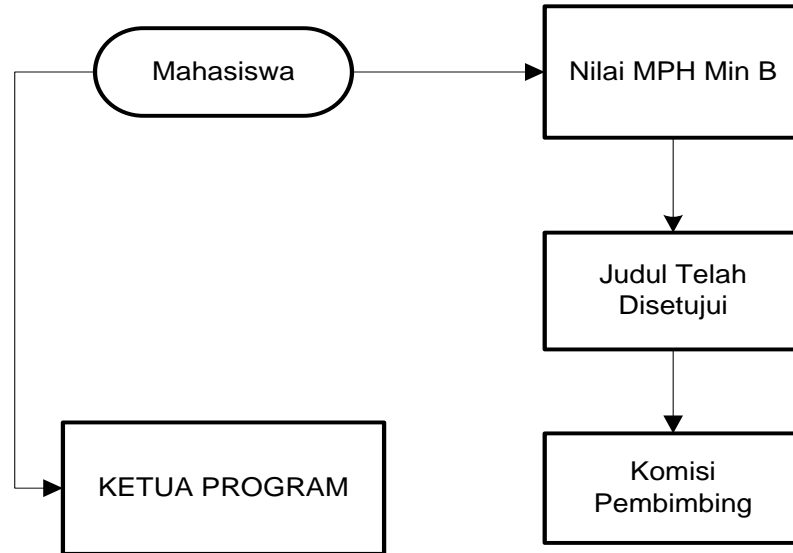 Mahasiswa
Nilai MPH Min B
Judul Telah
Disetujui
KETUA PROGRAM
Komisi
Pembimbing